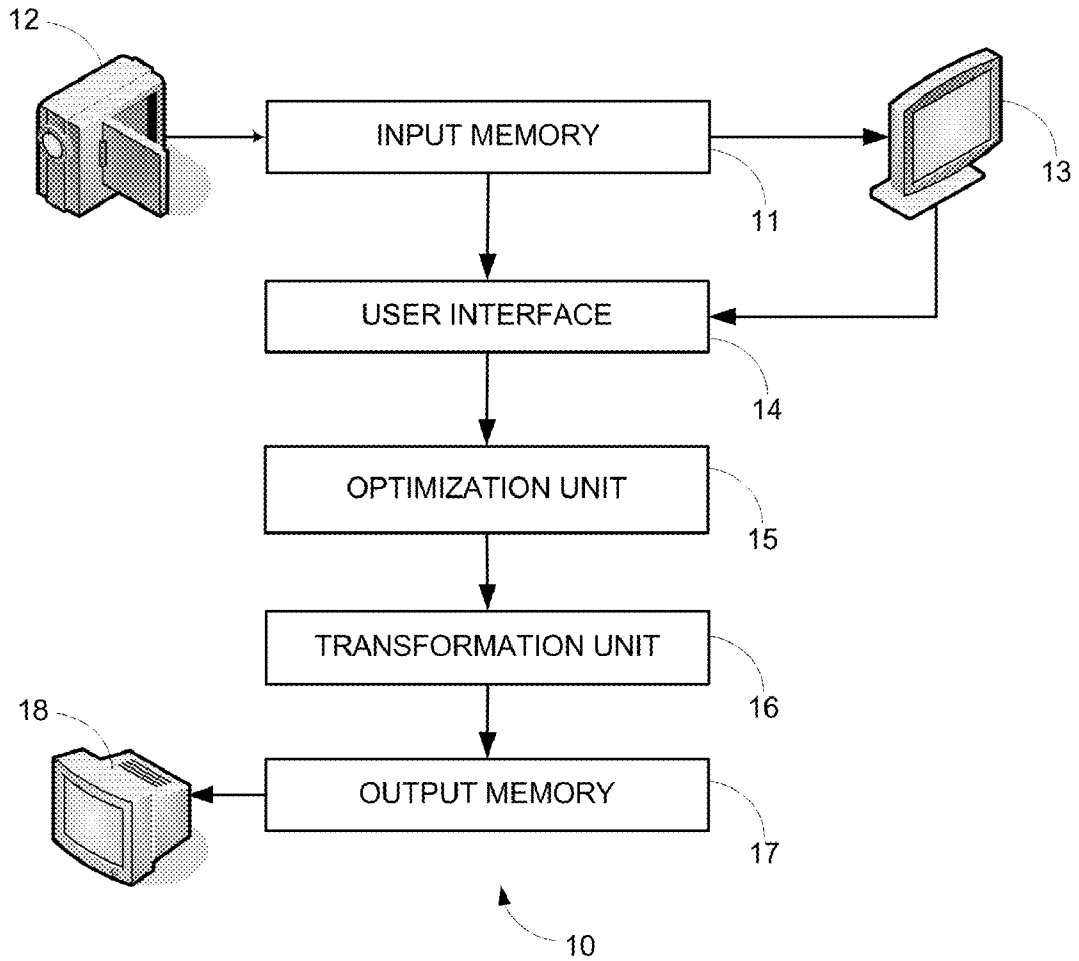 12
INPUT MEMORY
13
11
USER INTERFACE
14
OPTIMIZATION UNIT
15
TRANSFORMATION UNIT
16
18
OUTPUT MEMORY
17
10